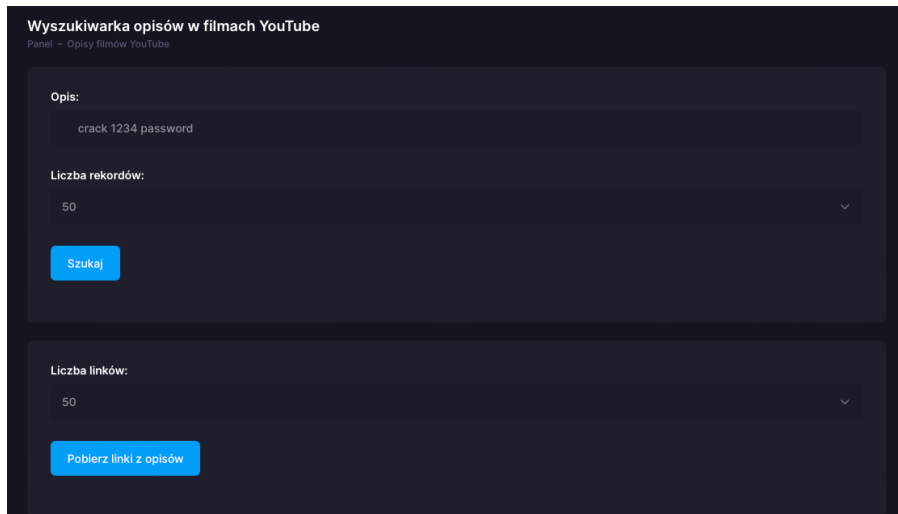 Wyszukiwarka opisów w filmach YouTube
Panel - Opisy filmów YouTube
Opis:
crack 1234 password
Liczba rekordów:
50
Szukaj
Liczba linków:
50
Pobierz linki z opisów